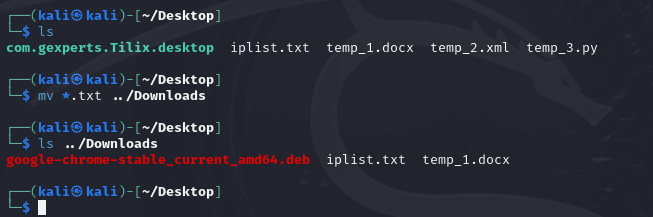 ┌──(kali㉿kali)-[~/Desktop]
└─$ ls
com.gexperts.Tilix.desktop  iplist.txt  temp_1.docx  temp_2.xml  temp_3.py
┌──(kali㉿kali)-[~/Desktop]
└─$ mv *.txt ../Downloads
┌──(kali㉿kali)-[~/Desktop]
└─$ ls ../Downloads
google-chrome-stable_current_amd64.deb  iplist.txt  temp_1.docx
┌──(kali㉿kali)-[~/Desktop]
└─$